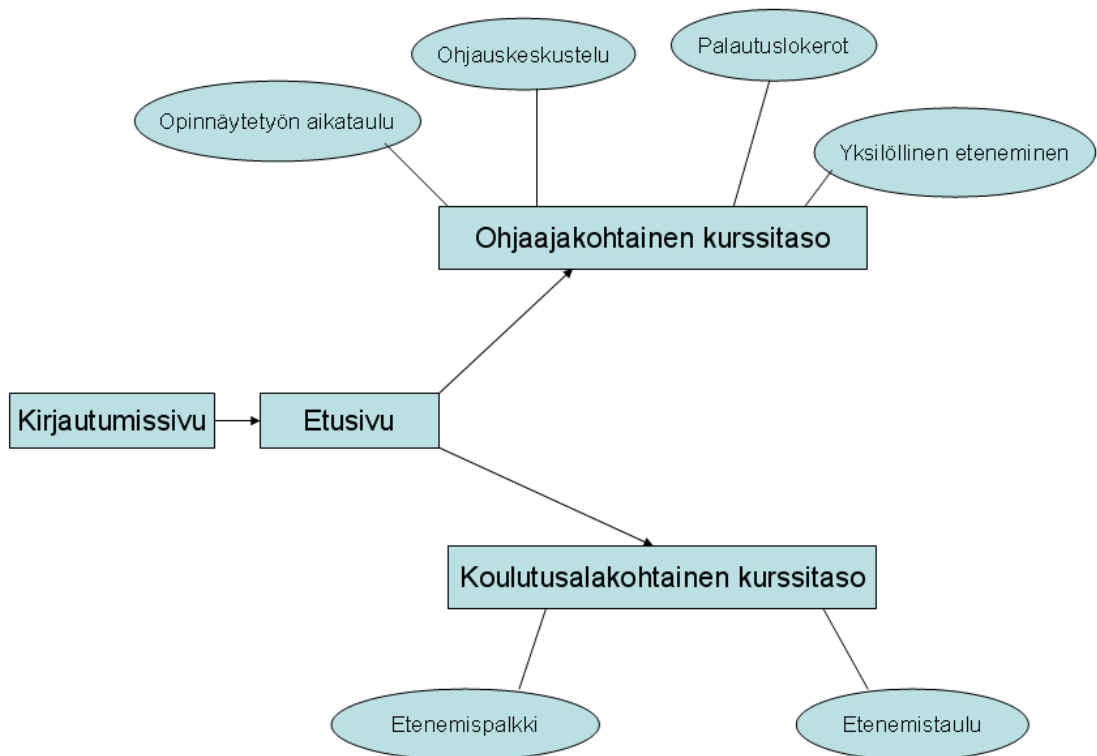 Ohjauskeskustelu
Palautuslokerot
Opinnäytetyön aikataulu
Yksilöllinen eteneminen
Ohjaajakohtainen kurssitaso
Kirjautumissivu
Etusivu
Koulutusalakohtainen kurssitaso
Etenemispalkki
Etenemistaulu